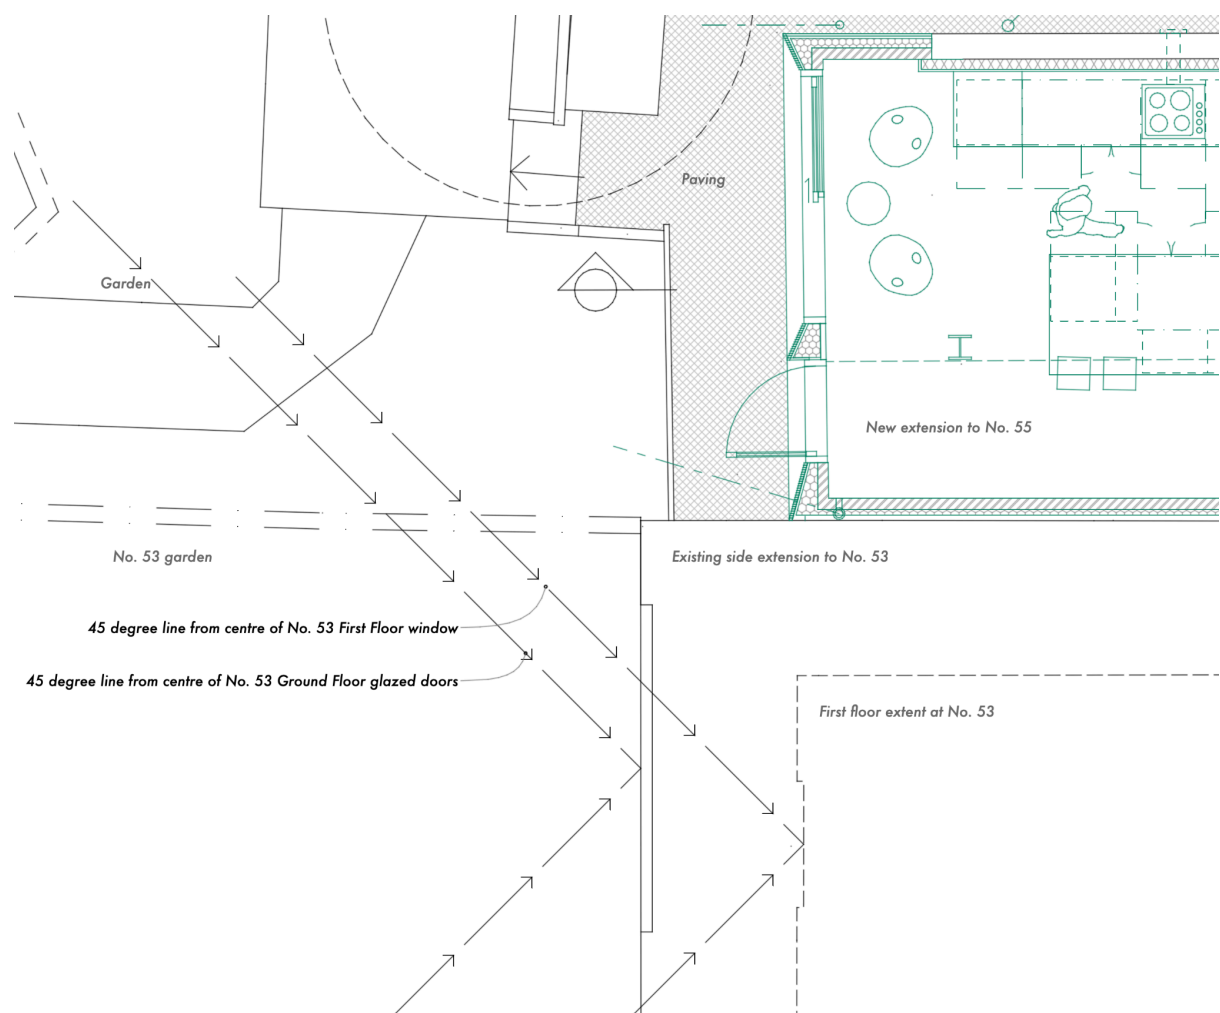 Paving
Garden
New extension to No. 55
No. 53 garden
Existing side extension to No. 53
45 degree line from centre of No. 53 First Floor window
45 degree line from centre of No. 53 Ground Floor glazed doors
First floor extent at No. 53